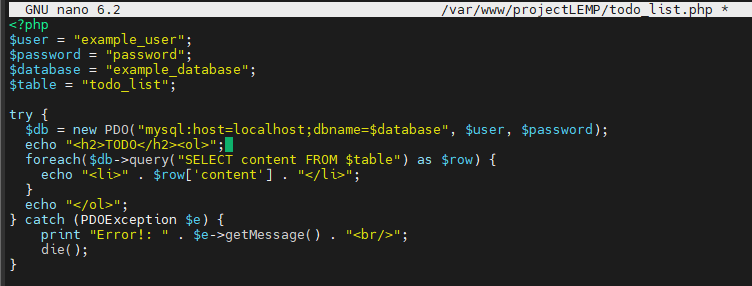 GNU nano 6.2 /var/www/projectLEMP/todo_list.php *
<?php
$user = "example_user";
$password = "password";
$database = "example_database";
$table = "todo_list";

try {
  $db = new PDO("mysql:host=localhost;dbname=$database", $user, $password);
  echo "<h2>TODO</h2><ol>";
  foreach($db->query("SELECT content FROM $table") as $row) {
    echo "<li>" . $row['content'] . "</li>";
  }
  echo "</ol>";
} catch (PDOException $e) {
    print "Error!: " . $e->getMessage() . "<br/>";
    die();
}